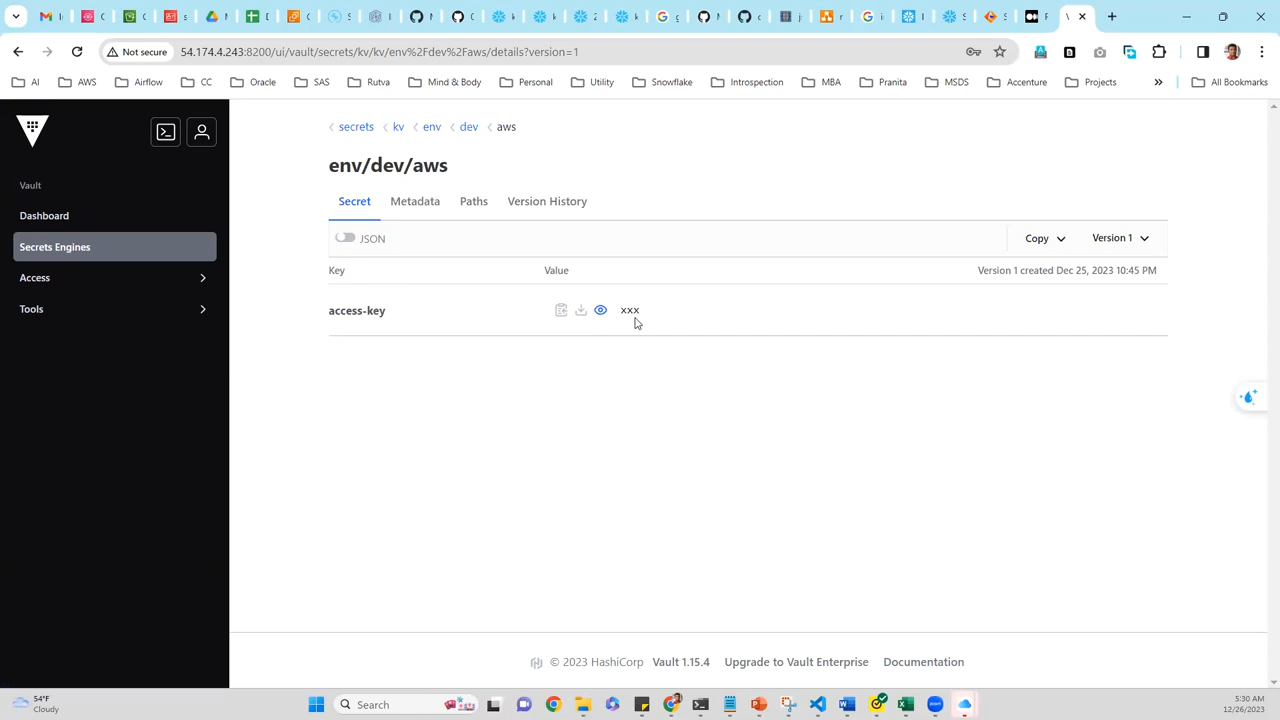 Not secure 54.174.4.243:8200/ui/vault/secrets/kv/kv/env%2Fdev%2Faws/details?version=1
AI AWS Airflow CC Oracle SAS Rutva Mind & Body Personal Utility Snowflake Introspection MBA Pranita MSDS Accenture Projects » All Bookmarks
secrets kv env dev aws
env/dev/aws
Vault
Dashboard
Secrets Engines
Access
Tools
Secret Metadata Paths Version History
JSON Copy Version 1
Key Value Version 1 created Dec 25, 2023 10:45 PM
access-key xxx
© 2023 HashiCorp Vault 1.15.4 Upgrade to Vault Enterprise Documentation
54°F
Cloudy
Search
5:30 AM
12/26/2023